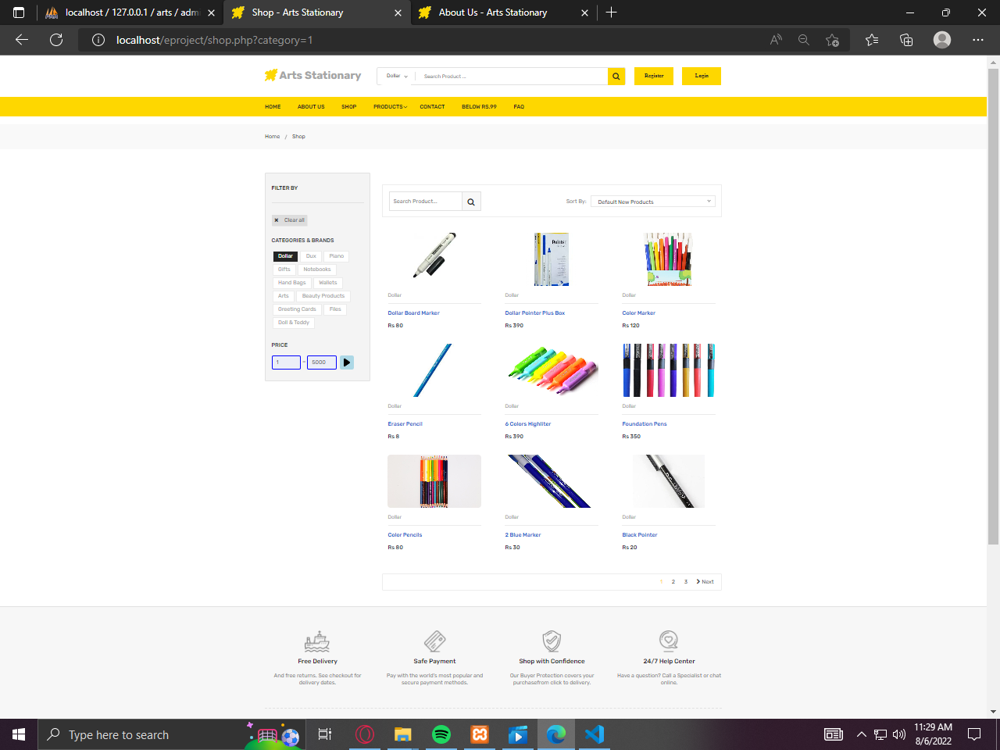 localhost / 127.0.0.1 / arts / adm
Shop - Arts Stationary
About Us - Arts Stationary
localhost/eproject/shop.php?category=1
Arts Stationary
Dollar
Search Product ...
Register
Login
HOME
ABOUT US
SHOP
PRODUCTS
CONTACT
BELOW RS.99
FAQ
Home / Shop
FILTER BY
Clear all
CATEGORIES & BRANDS
Dollar
Dux
Piano
Gifts
Notebooks
Hand Bags
Wallets
Arts
Beauty Products
Greeting Cards
Files
Doll & Teddy
PRICE
1 - 5000
Search Product...
Sort By:
Default New Products
Dollar
Dollar Board Marker
Rs 80
Pointer
Dollar
Dollar Pointer Plus Box
Rs 390
Dollar
Color Marker
Rs 120
Dollar
Eraser Pencil
Rs 8
Dollar
6 Colors Highliter
Rs 390
Dollar
Foundation Pens
Rs 350
Dollar
Color Pencils
Rs 80
Dollar
2 Blue Marker
Rs 30
Dollar
Black Pointer
Rs 20
1 2 3 Next
Free Delivery
And free returns. See checkout for
delivery dates.
Safe Payment
Pay with the world's most popular and
secure payment methods.
Shop with Confidence
Our Buyer Protection covers your
purchasefrom click to delivery.
24/7 Help Center
Have a question? Call a Specialist or chat
online.
Type here to search
11:29 AM
8/6/2022